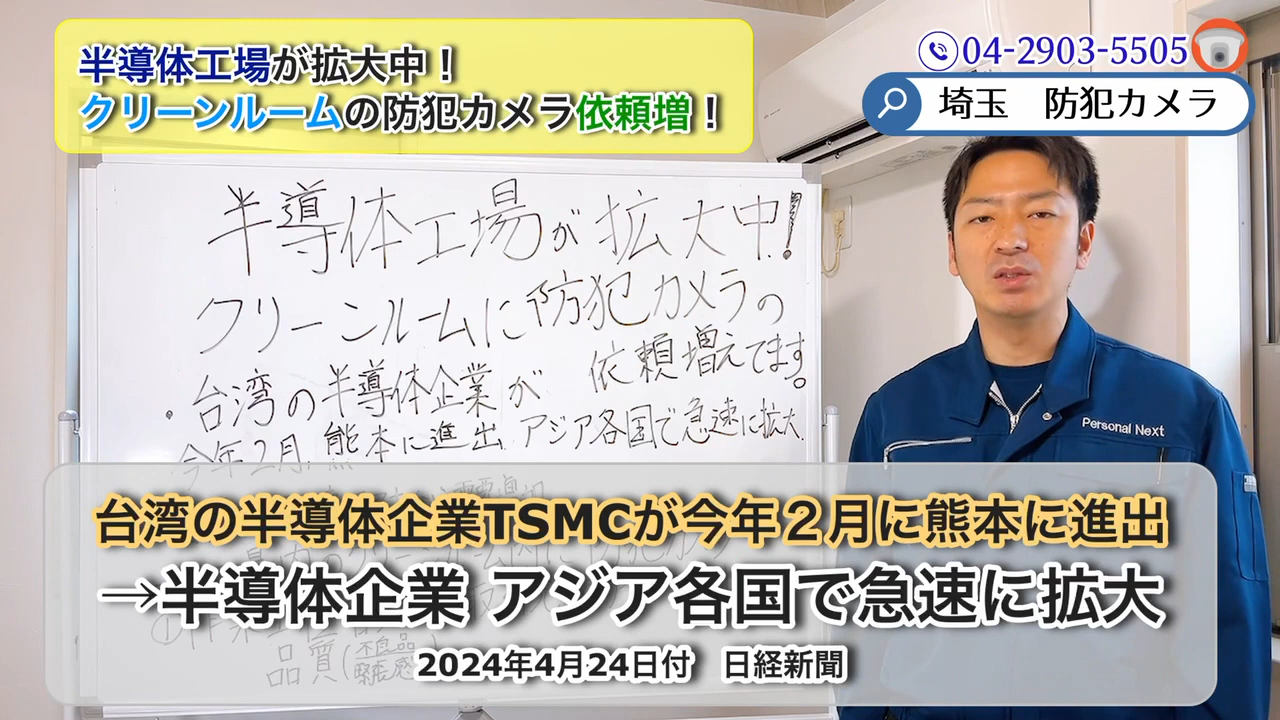 半導体工場が拡大中！
クリーンルームの防犯カメラ依頼増！
04-2903-5505
埼玉　防犯カメラ
半導体工場が拡大中!
クリーンルームに防犯カメラの
依頼増えてます。
台湾の半導体企業が
今年2月、熊本に進出、アジア各国で急速に拡大、
Personal Next
台湾の半導体企業TSMCが今年２月に熊本に進出
→半導体企業 アジア各国で急速に拡大
品質(不良品
緊張感
2024年4月24日付　日経新聞